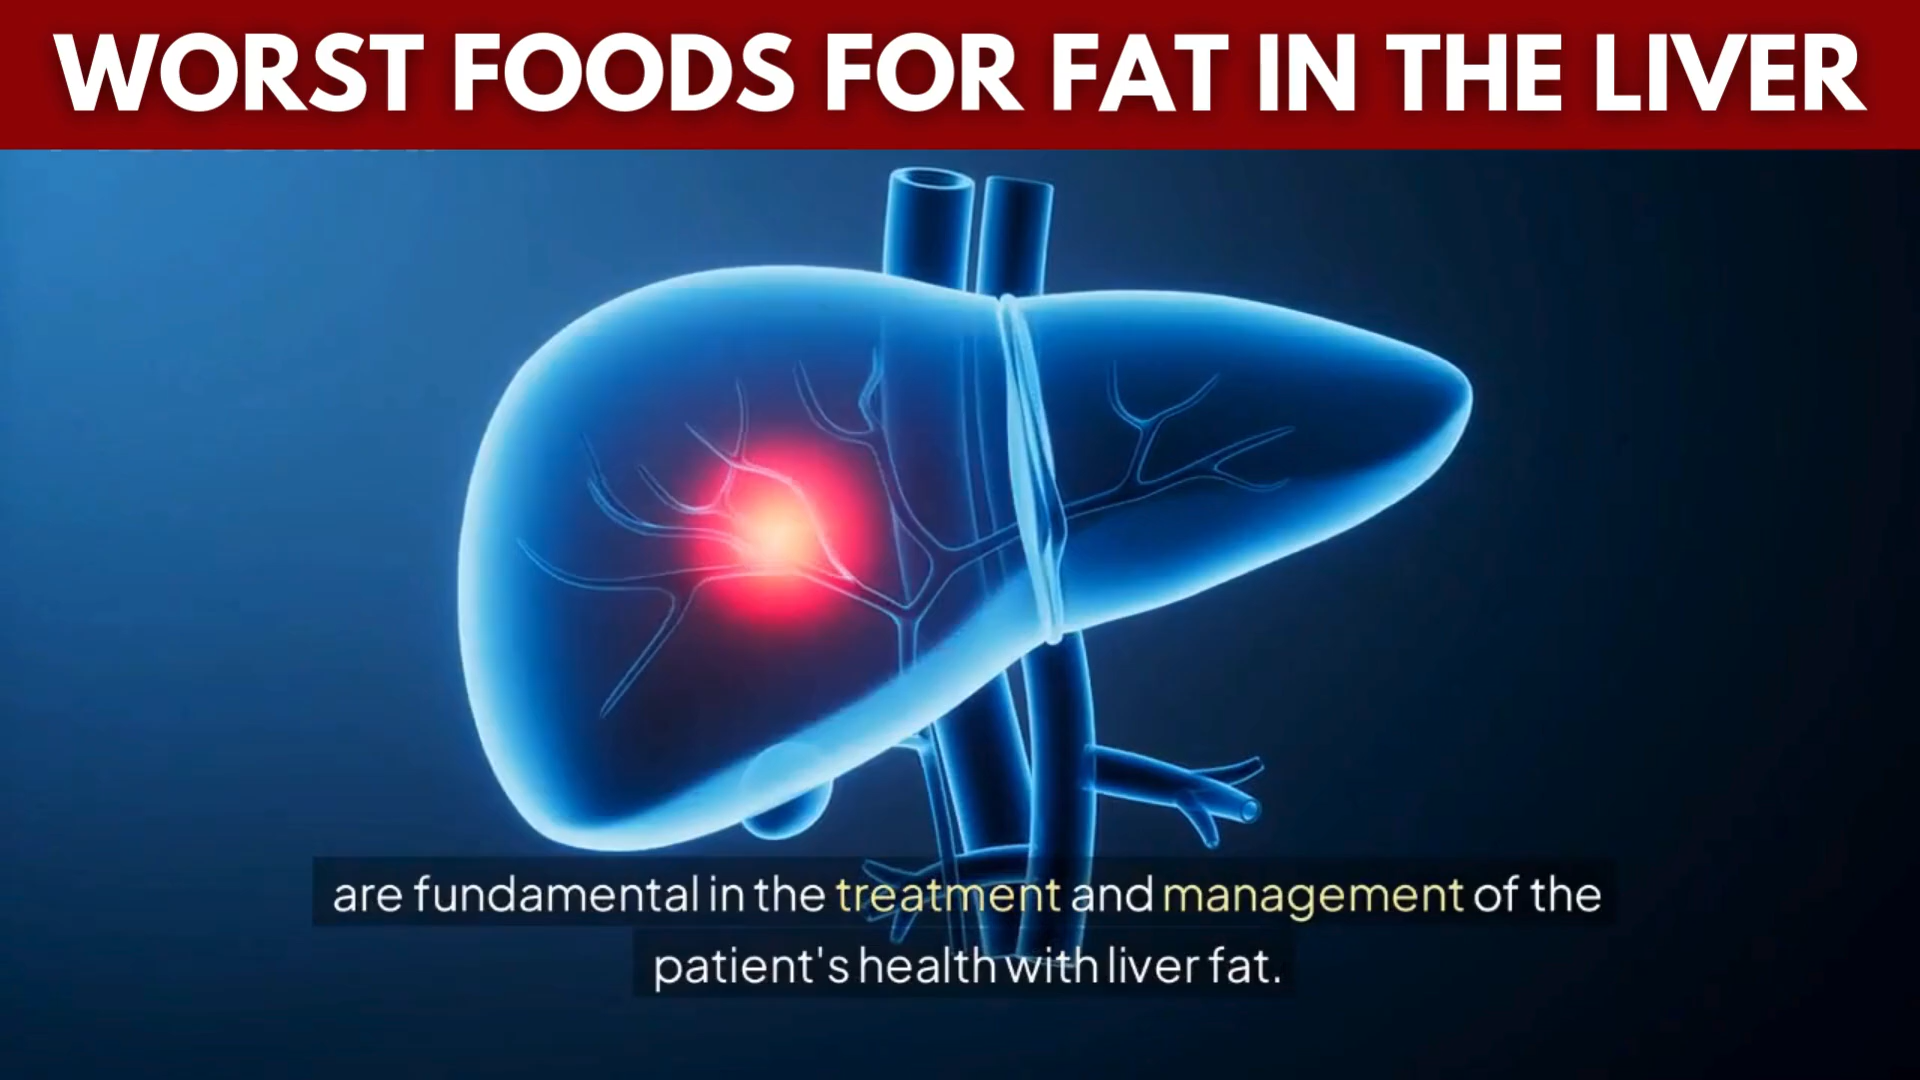 WORST FOODS FOR FAT IN THE LIVER
are fundamental in the treatment and management of the
patient's health with liver fat.